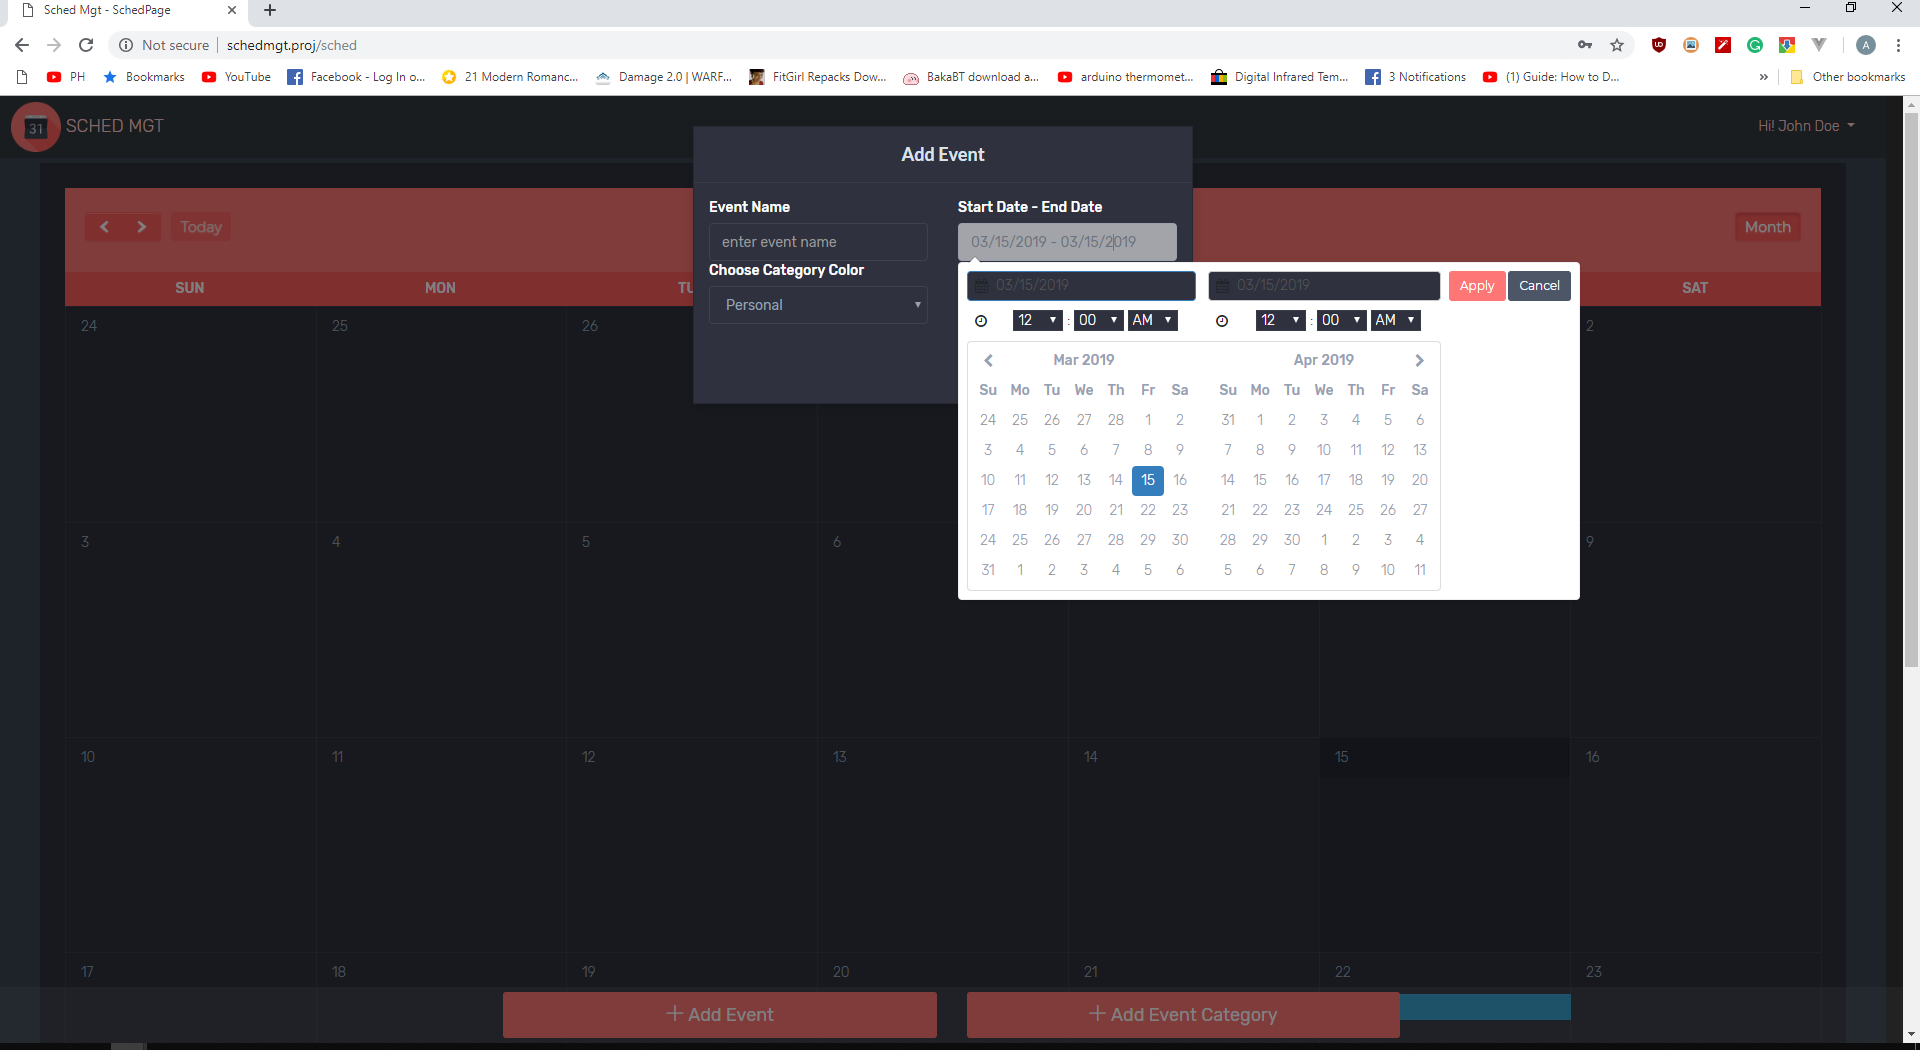 Sched Mgt - SchedPage
Not secure schedmgt.proj/sched
PH Bookmarks YouTube Facebook - Log In o... 21 Modern Romanc... Damage 2.0 | WARF... FitGirl Repacks Dow... BakaBT download a... arduino thermomet... Digital Infrared Tem... 3 Notifications (1) Guide: How to D... » Other bookmarks
31 SCHED MGT Hi! John Doe
Add Event
Event Name Start Date - End Date
enter event name 03/15/2019 - 03/15/2019
Choose Category Color
Personal
Today Month
SUN MON TU SAT
03/15/2019 03/15/2019 Apply Cancel
12 : 00 AM 12 : 00 AM
Mar 2019 Apr 2019
Su Mo Tu We Th Fr Sa Su Mo Tu We Th Fr Sa
24 25 26 27 28 1 2 31 1 2 3 4 5 6
3 4 5 6 7 8 9 7 8 9 10 11 12 13
10 11 12 13 14 15 16 14 15 16 17 18 19 20
17 18 19 20 21 22 23 21 22 23 24 25 26 27
24 25 26 27 28 29 30 28 29 30 1 2 3 4
31 1 2 3 4 5 6 5 6 7 8 9 10 11
24 25 26 2
3 4 5 6 9
10 11 12 13 14 15 16
17 18 19 20 21 22 23
+ Add Event + Add Event Category